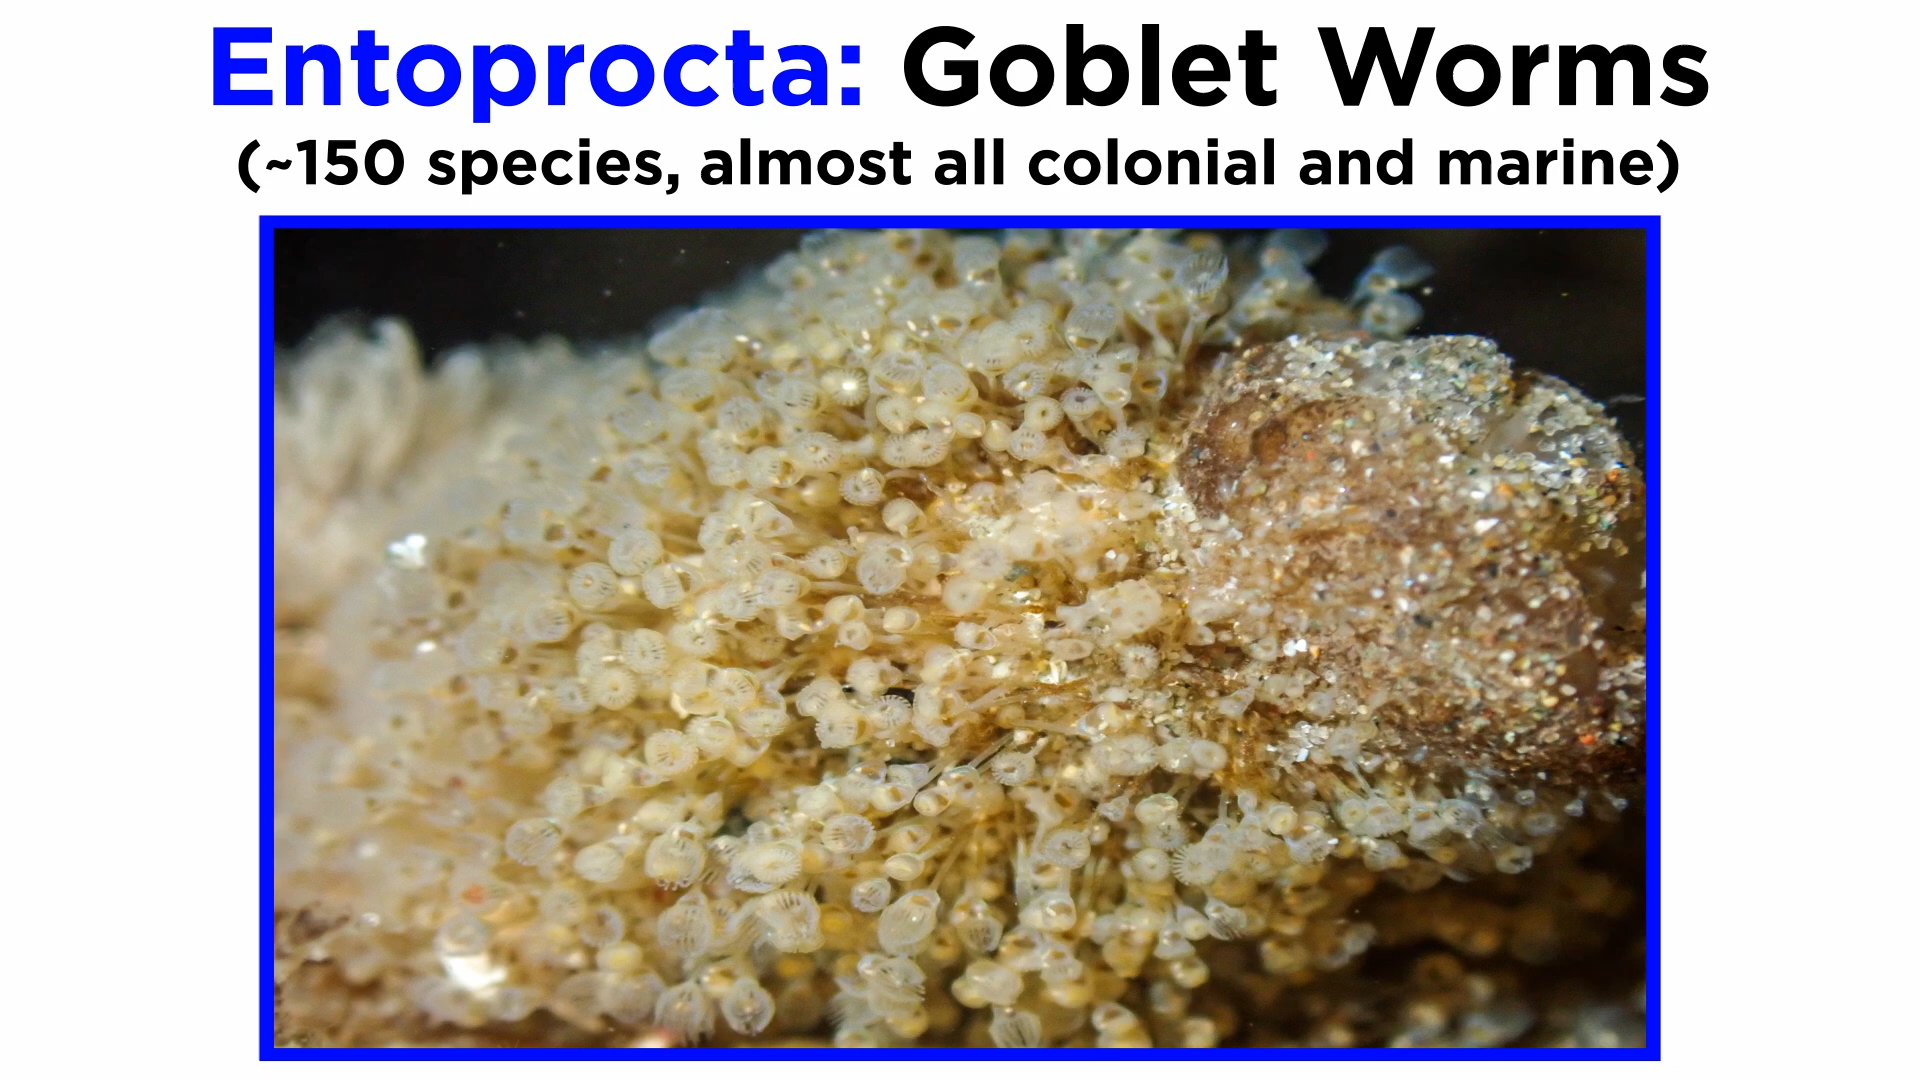 Entoprocta: Goblet Worms
(~150 species, almost all colonial and marine)